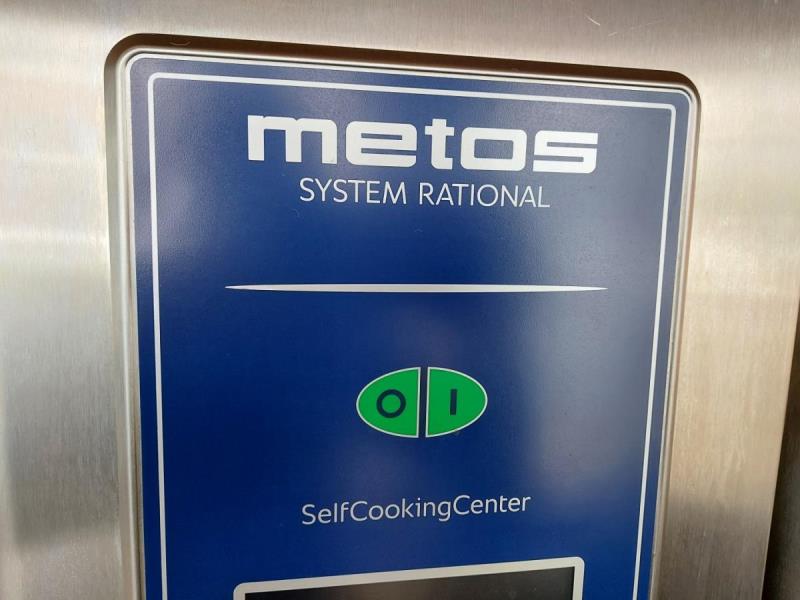 metos
SYSTEM RATIONAL
O I
SelfCookingCenter